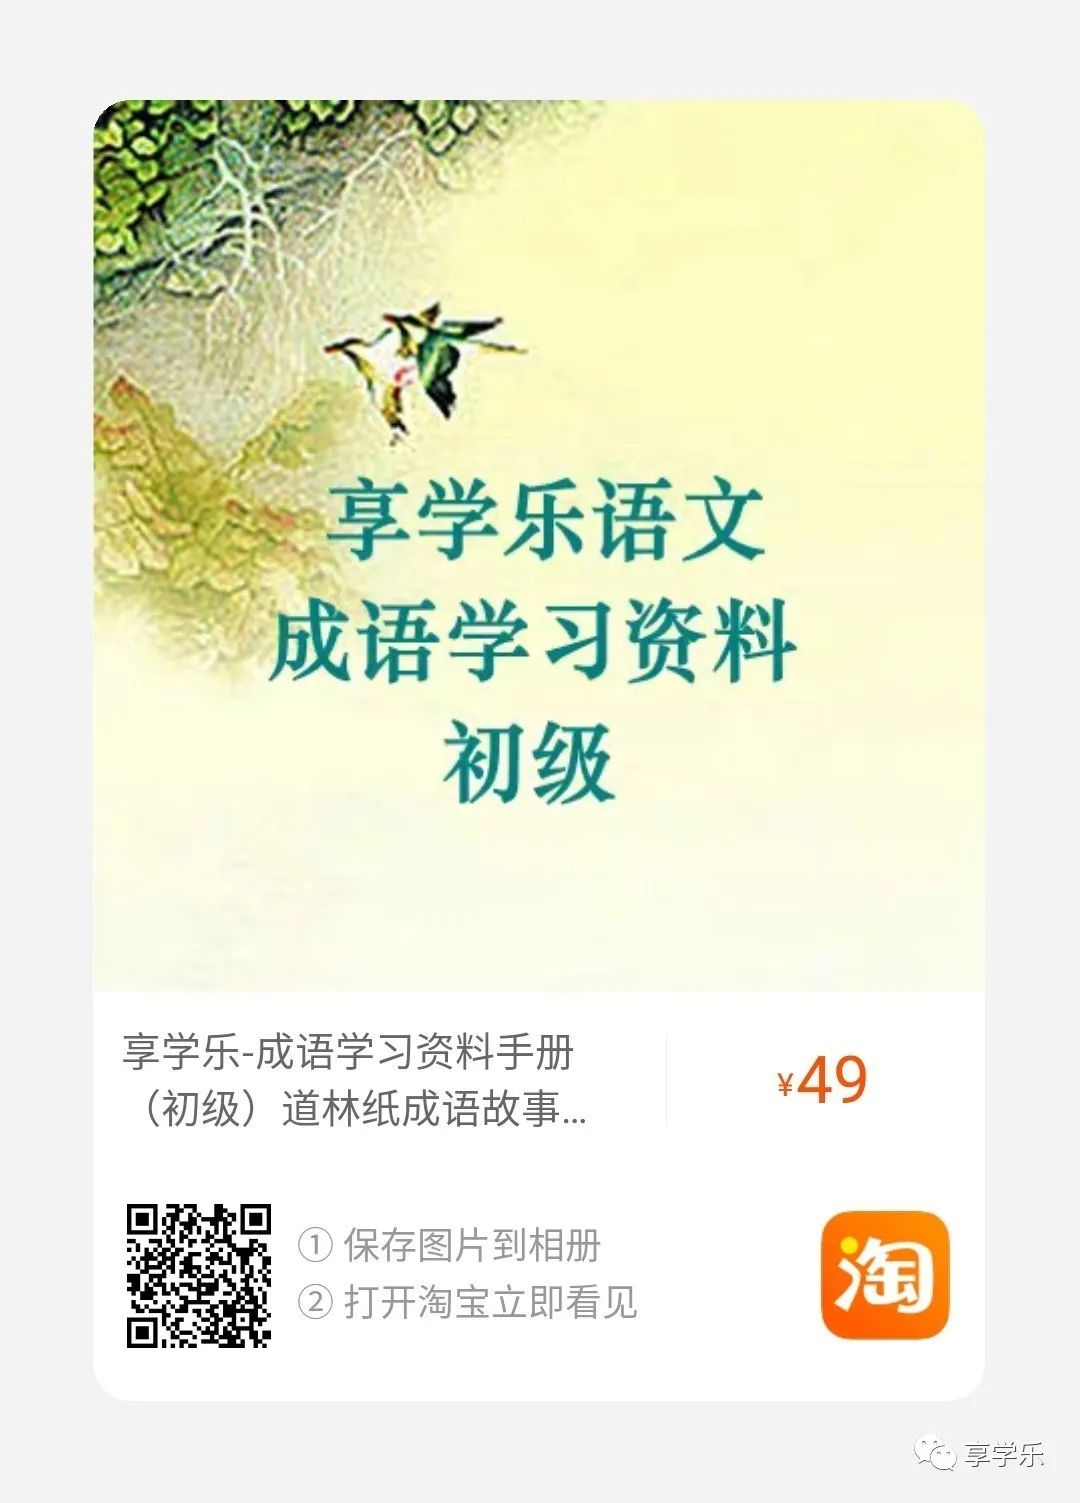 享学乐语文
成语学习资料
初级
享学乐-成语学习资料手册
（初级）道林纸成语故事...
¥49
① 保存图片到相册
② 打开淘宝立即看见
淘
享学乐